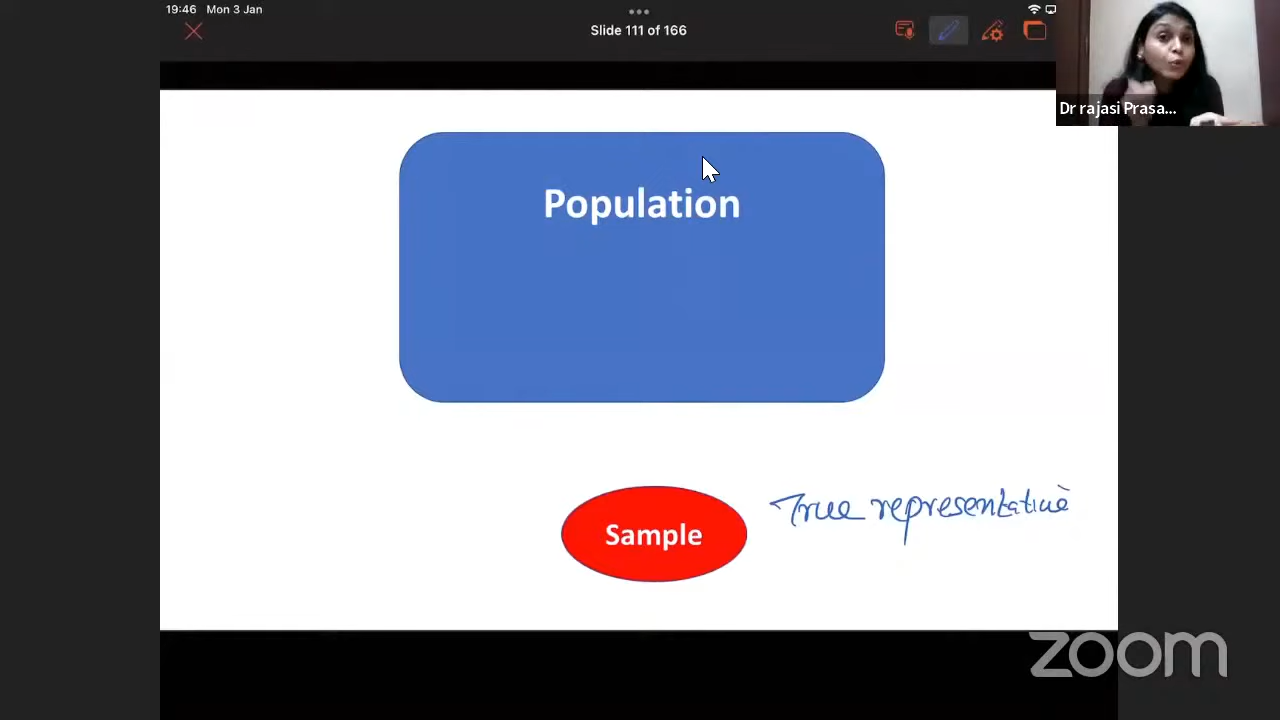 19:46 Mon 3 Jan
Slide 111 of 166
Dr rajasi Prasa...
Population
True representative
Sample
zoom